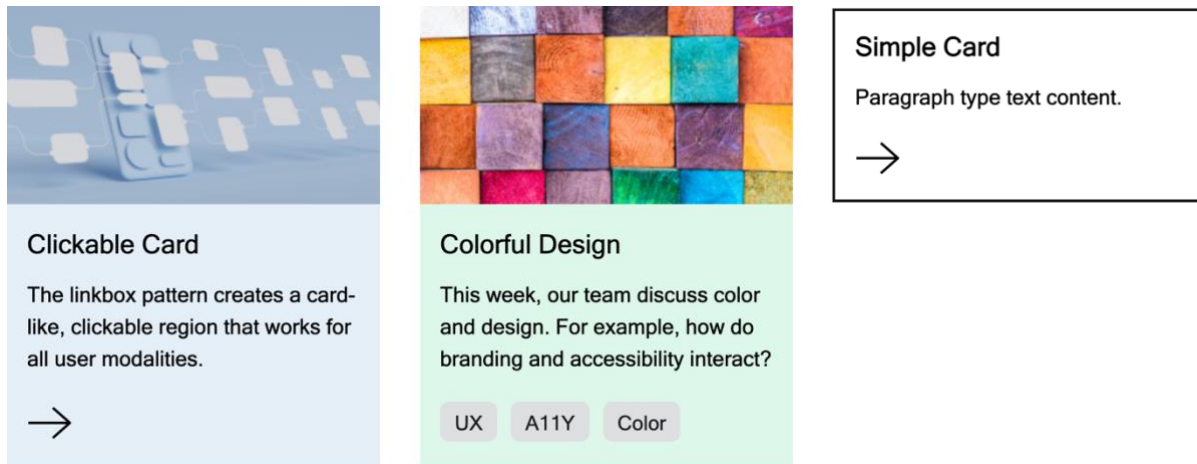 Clickable Card
The linkbox pattern creates a card-
like, clickable region that works for
all user modalities.
Colorful Design
This week, our team discuss color
and design. For example, how do
branding and accessibility interact?
UX A11Y Color
Simple Card
Paragraph type text content.